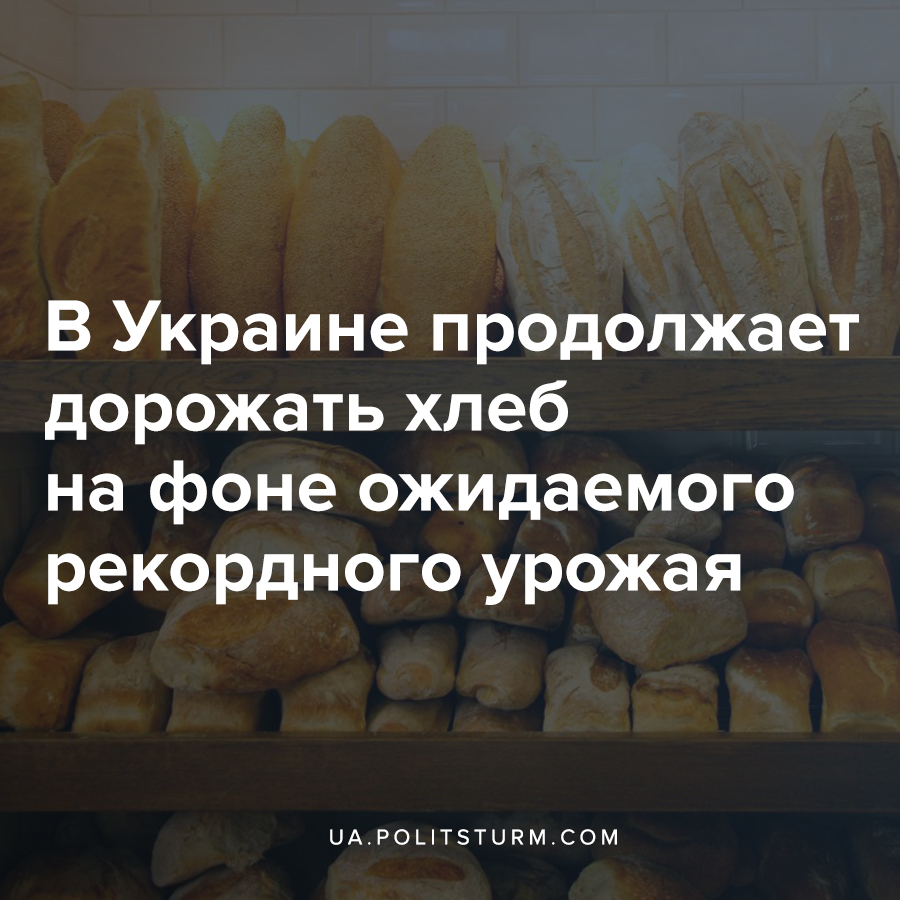 В Украине продолжает
дорожать хлеб
на фоне ожидаемого
рекордного урожая
UA.POLITSTURM.COM